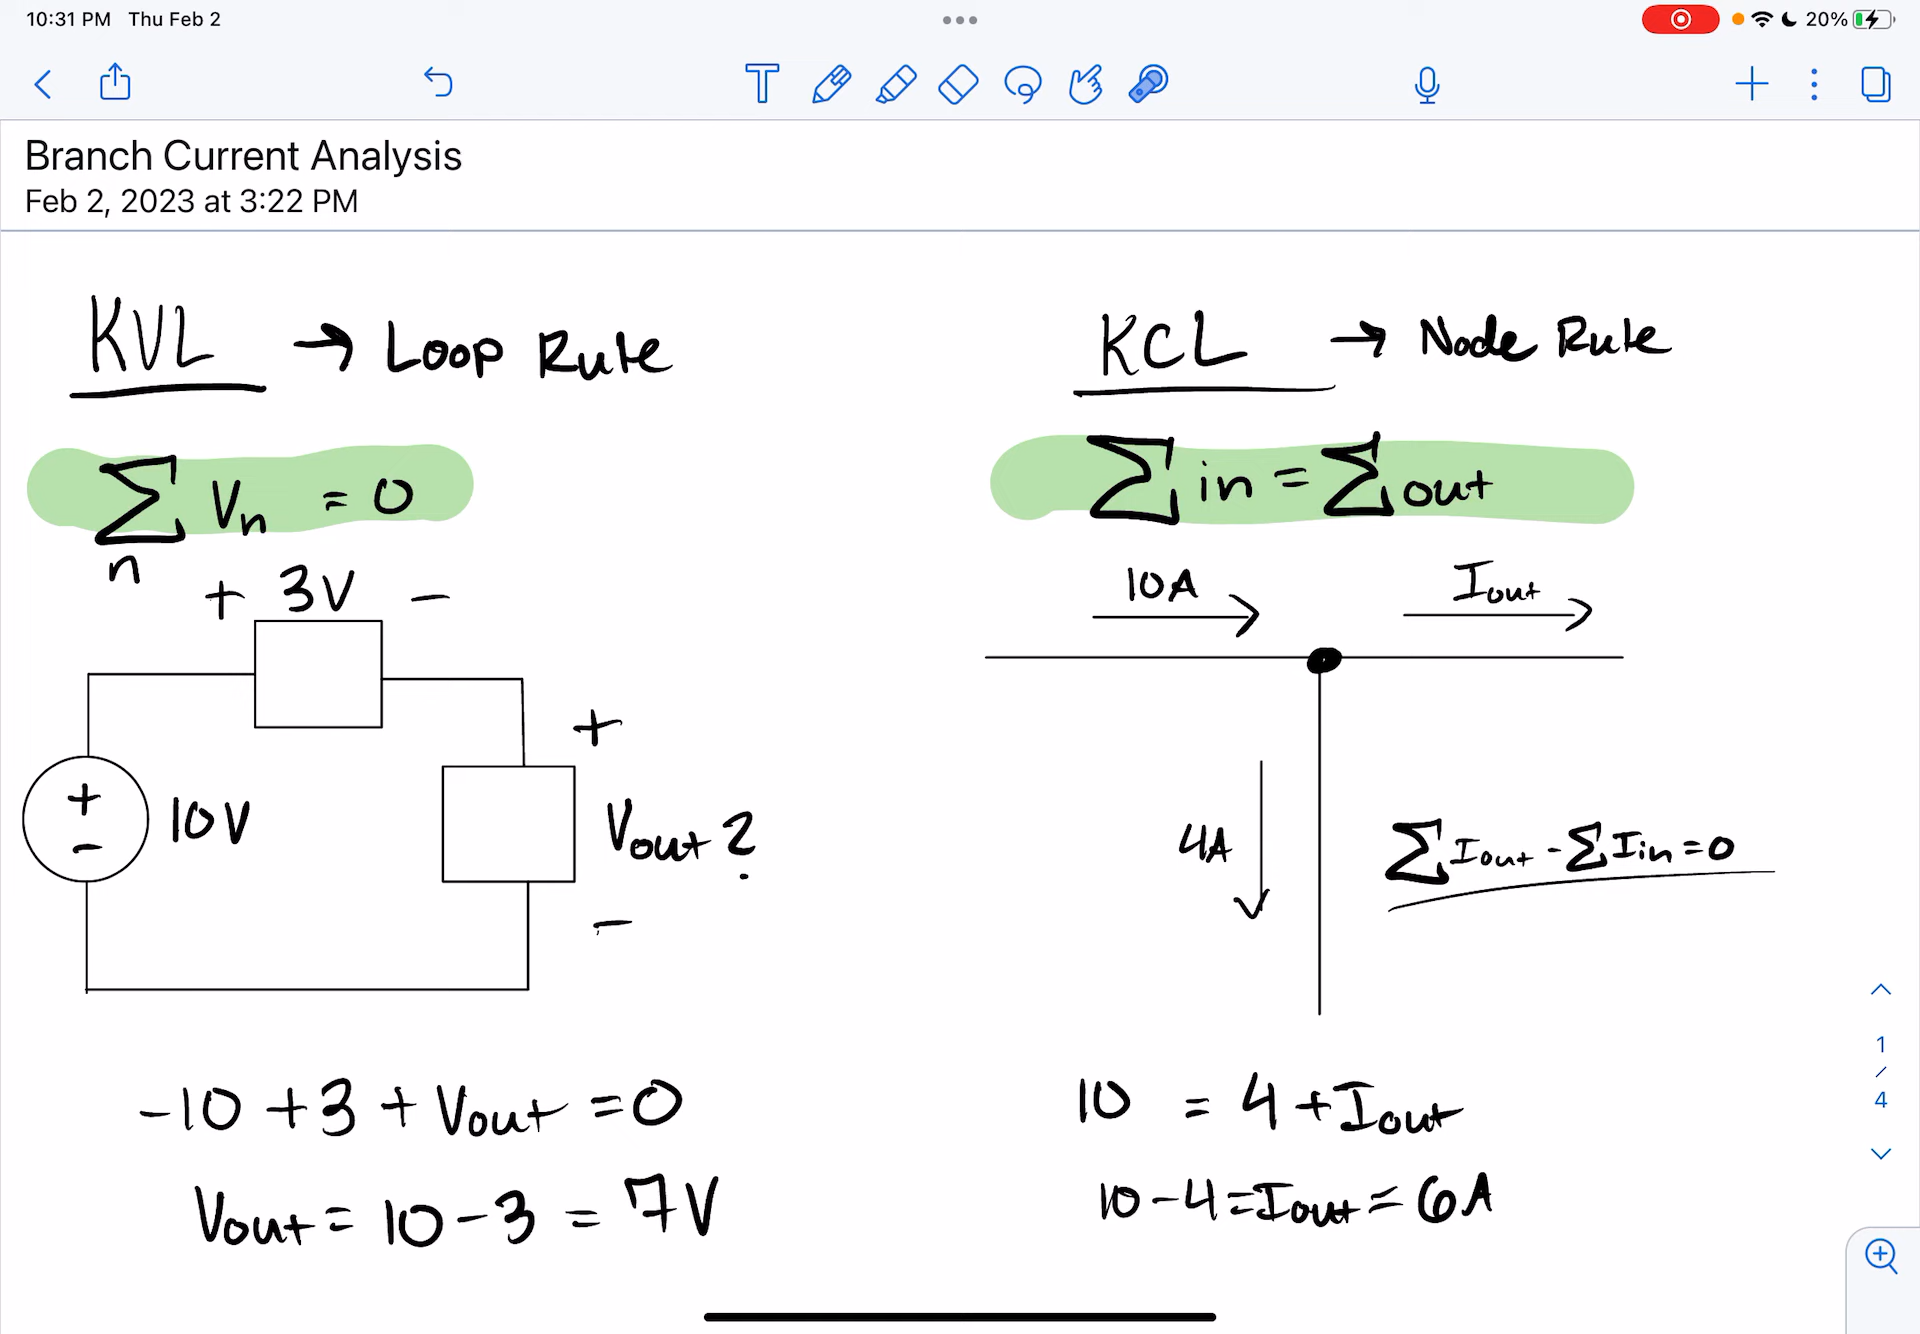 10:31 PM Thu Feb 2
20%
T
Branch Current Analysis
Feb 2, 2023 at 3:22 PM
KVL → Loop Rule
∑ Vn = 0
n
+ 3V −
+
−
10V
+
Vout ?
−
-10 + 3 + Vout = 0
Vout = 10 - 3 = 7V
KCL → Node Rule
∑ in = ∑ out
10A
Iout
4A
∑ Iout - ∑ Iin = 0
10 = 4 + Iout
10 - 4 = Iout = 6A
1
/
4